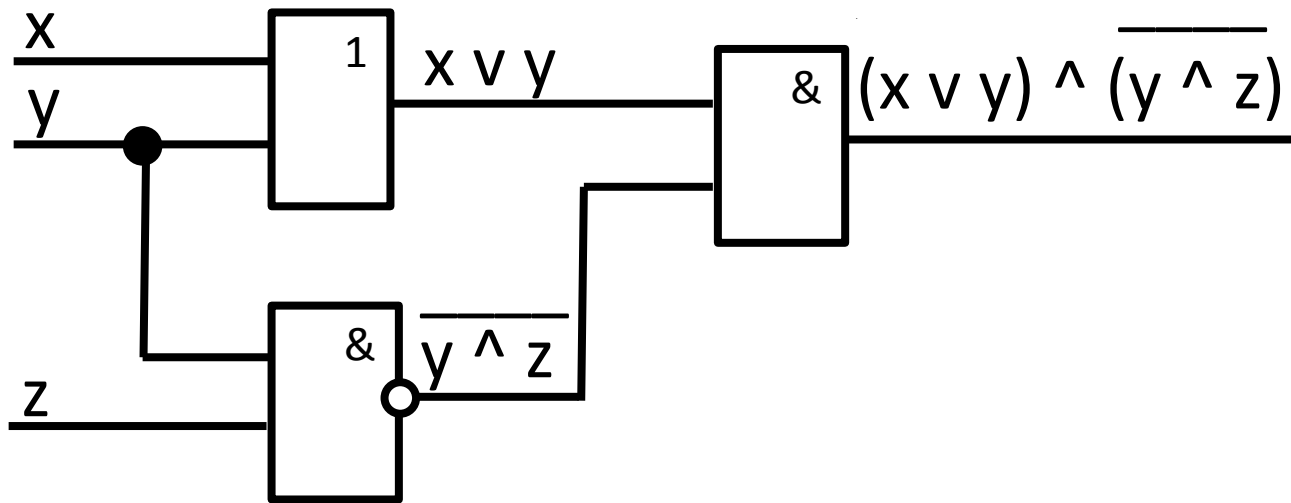 x
1
x v y
y
&
(x v y) ^ (y ^ z)
&
y ^ z
z